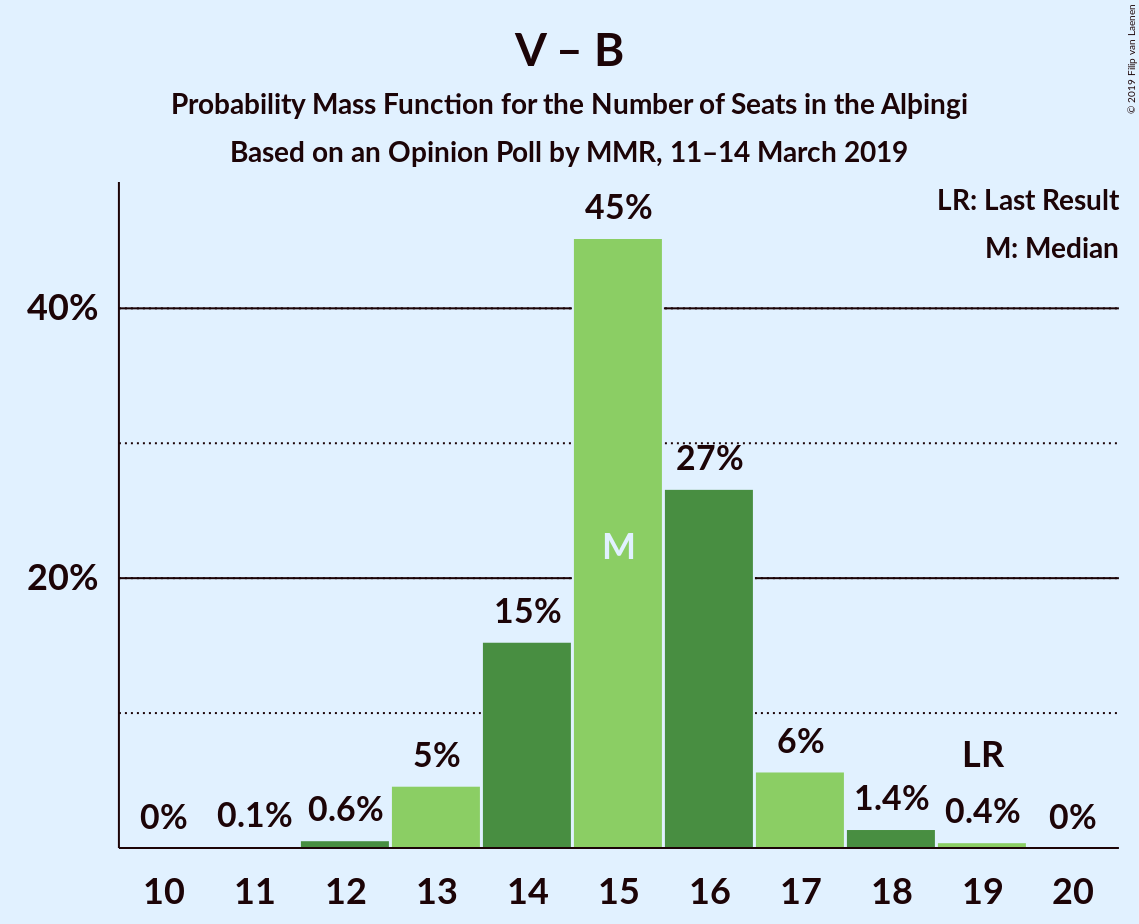 V – B
Probability Mass Function for the Number of Seats in the Alþingi
Based on an Opinion Poll by MMR, 11–14 March 2019
© 2019 Filip van Laenen
LR: Last Result
M: Median
45%
40%
27%
M
20%
15%
6%
5%
LR
1.4%
0.6%
0.4%
0.1%
0%
0%
10 11 12 13 14 15 16 17 18 19 20